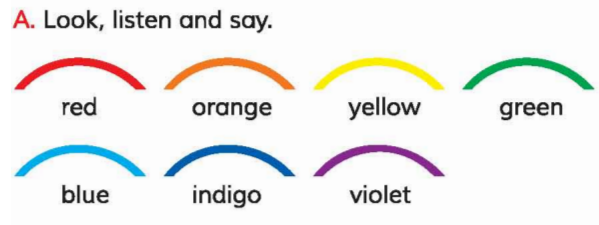 A. Look, listen and say.
red orange yellow green
blue indigo violet